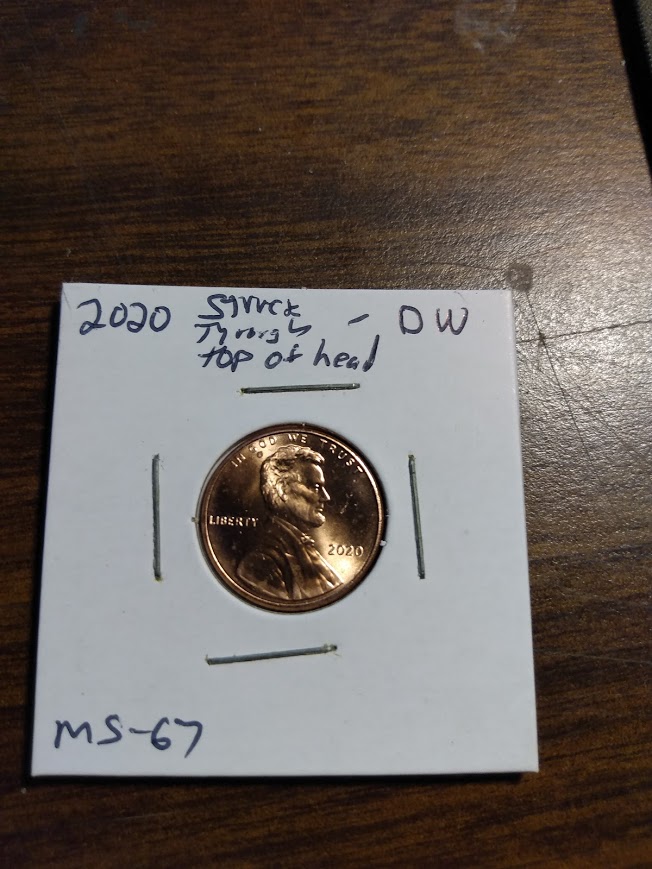 2020 Struck - DW
Through
top of head
IN GOD WE TRUST
LIBERTY
2020
MS-67